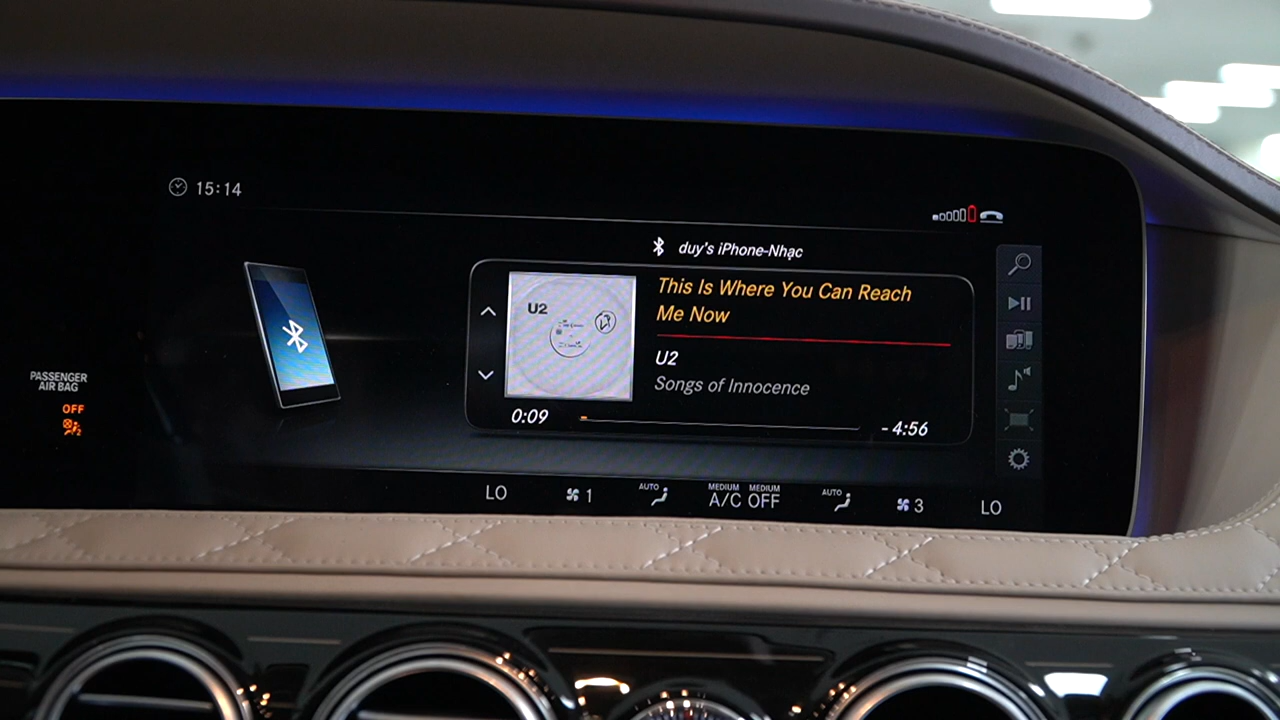 15:14
duy's iPhone-Nhạc
This Is Where You Can Reach
Me Now
U2
U2
Songs of Innocence
0:09
- 4:56
PASSENGER
AIR BAG
OFF
LO
1
AUTO
MEDIUM MEDIUM
A/C OFF
AUTO
3
LO